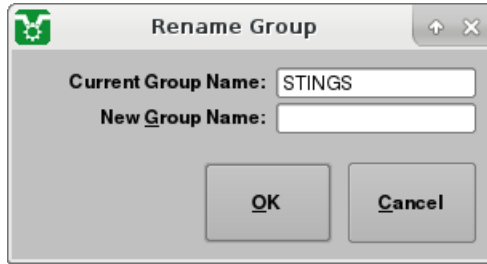 Rename Group
Current Group Name: STINGS
New Group Name:
OK Cancel